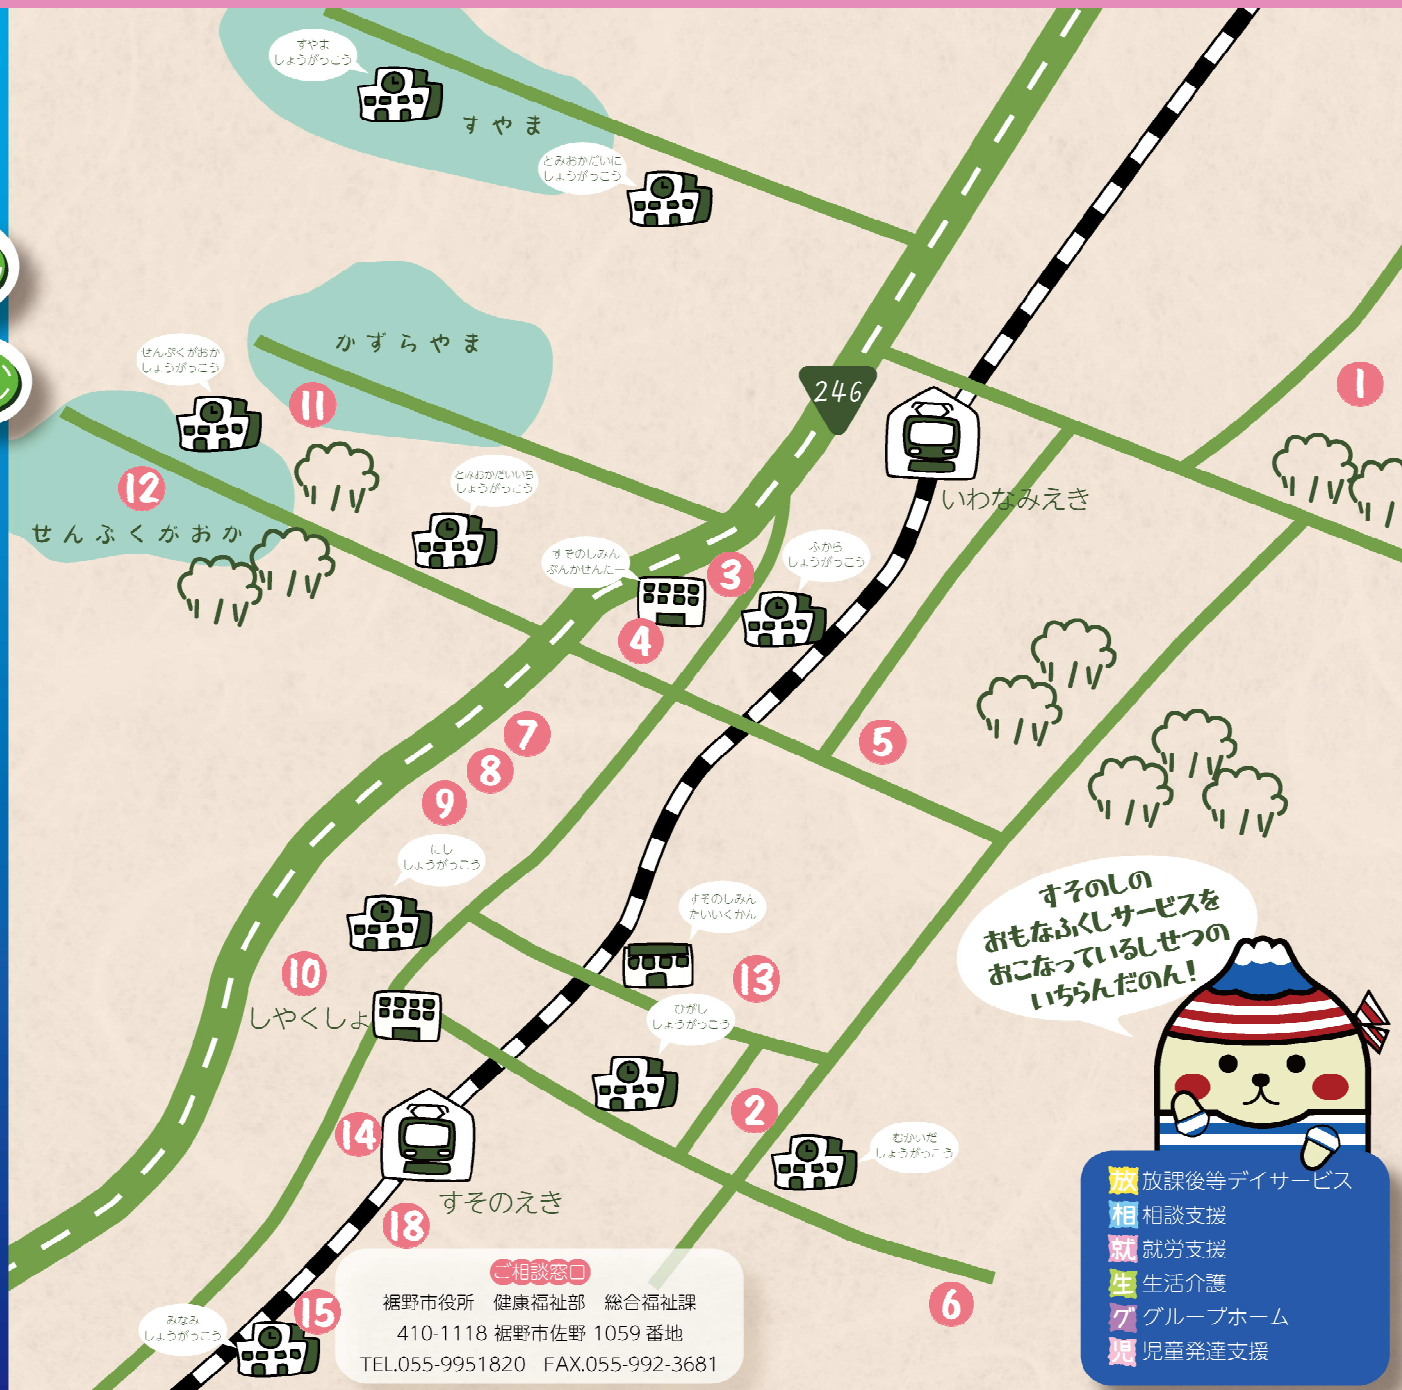 すやま
しょうがっこう
すやま
とみおかだいに
しょうがっこう
かずらやま
せんぷくがおか
しょうがっこう
11
246
1
12
とみおかだいいち
しょうがっこう
いわなみえき
せんぷくがおか
すそのしみん
ぶんかせんたー
3
ふから
しょうがっこう
4
7
5
8
9
にし
しょうがっこう
すそのしみん
たいいくかん
すそのしの
おもなふくしサービスを
おこなっているしせつの
いちらんだのん!
10
13
しやくしょ
ひがし
しょうがっこう
2
14
むかいだ
しょうがっこう
すそのえき
18
放 放課後等デイサービス
相 相談支援
就 就労支援
生 生活介護
グ グループホーム
児 児童発達支援
6
15
みなみ
しょうがっこう
ご相談窓口
裾野市役所 健康福祉部 総合福祉課
410-1118 裾野市佐野 1059 番地
TEL.055-9951820 FAX.055-992-3681